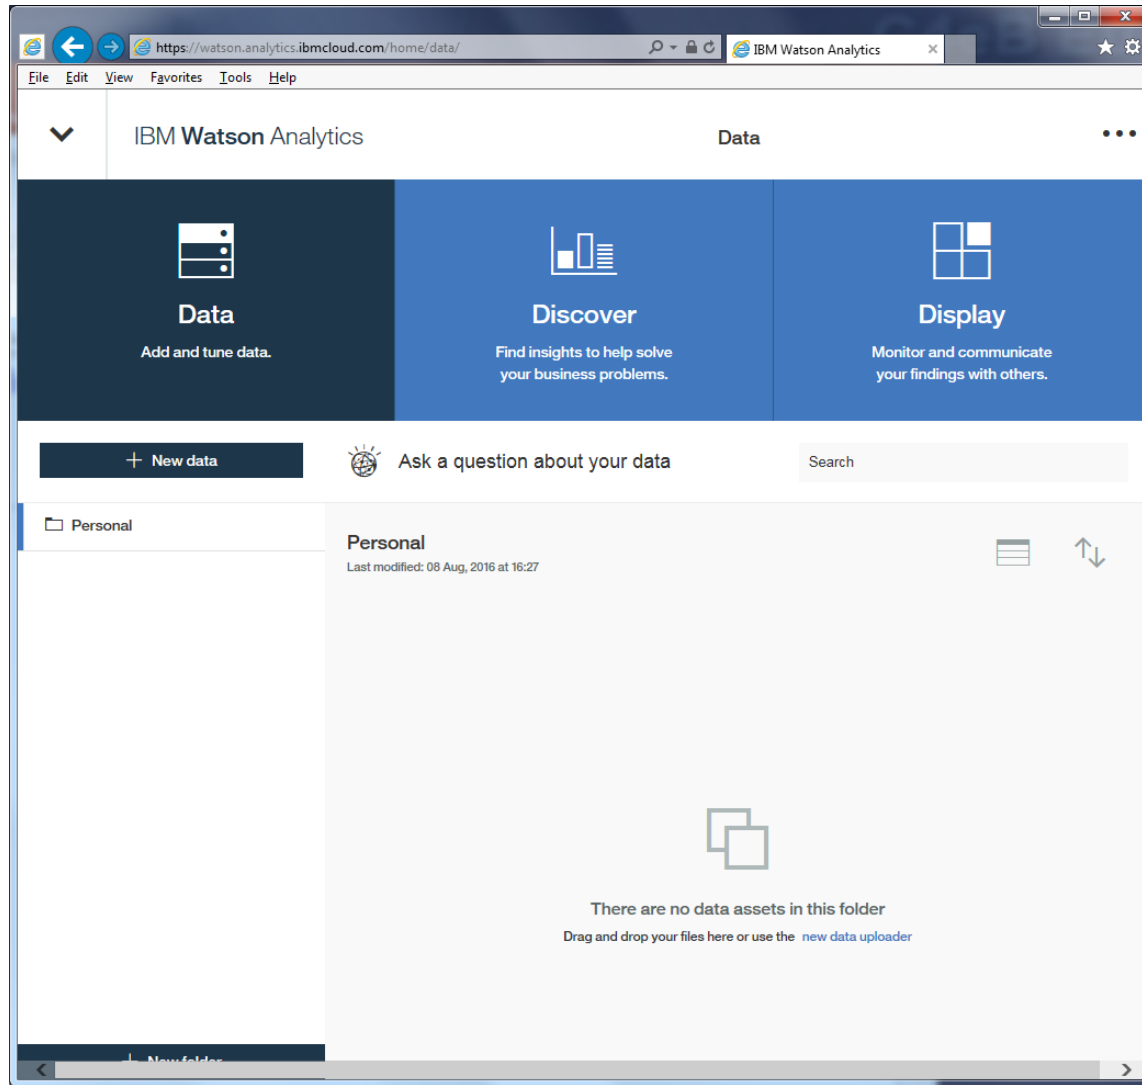 https://watson.analytics.ibmcloud.com/home/data/
IBM Watson Analytics
File Edit View Favorites Tools Help
IBM Watson Analytics
Data
Data
Add and tune data.
Discover
Find insights to help solve
your business problems.
Display
Monitor and communicate
your findings with others.
+ New data
Ask a question about your data
Search
Personal
Personal
Last modified: 08 Aug, 2016 at 16:27
There are no data assets in this folder
Drag and drop your files here or use the new data uploader
+ New folder